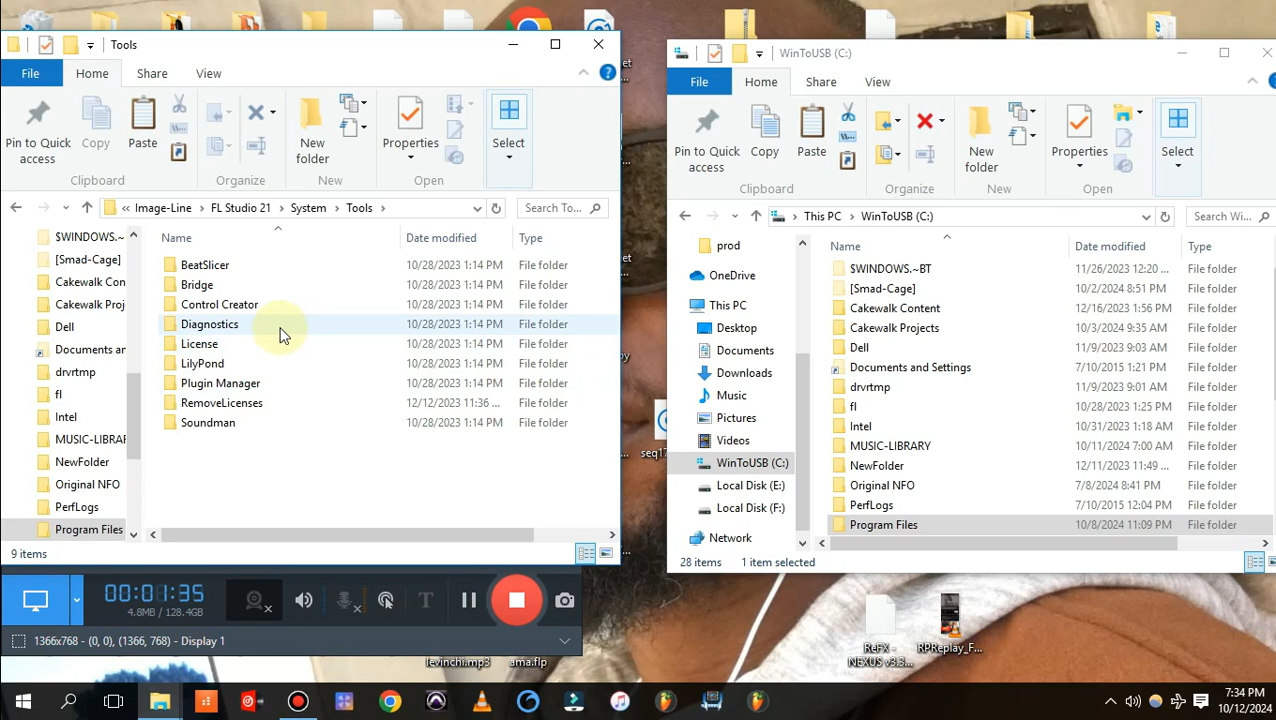 Tools
File Home Share View
Pin to Quick access
Copy
Paste
Clipboard
Organize
New folder
New
Properties
Open
Select
« Image-Line > FL Studio 21 > System > Tools >
Search To...
$WINDOWS.~
[Smad-Cage]
Cakewalk Con
Cakewalk Proj
Dell
Documents an
drvrtmp
fl
Intel
MUSIC-LIBRAR
NewFolder
Original NFO
PerfLogs
Program Files
Name Date modified Type
BeatSlicer 10/28/2023 1:14 PM File folder
Bridge 10/28/2023 1:14 PM File folder
Control Creator 10/28/2023 1:14 PM File folder
Diagnostics 10/28/2023 1:14 PM File folder
License 10/28/2023 1:14 PM File folder
LilyPond 10/28/2023 1:14 PM File folder
Plugin Manager 10/28/2023 1:14 PM File folder
RemoveLicenses 12/12/2023 11:36 ... File folder
Soundman 10/28/2023 1:14 PM File folder
9 items
WinToUSB (C:)
File Home Share View
Pin to Quick access
Copy
Paste
Clipboard
Organize
New folder
New
Properties
Open
Select
This PC > WinToUSB (C:)
Search Wi...
prod
OneDrive
This PC
Desktop
Documents
Downloads
Music
Pictures
Videos
WinToUSB (C:)
Local Disk (E:)
Local Disk (F:)
Network
Name Date modified Type
$WINDOWS.~BT 11/26/2023 12:20 ... File folder
[Smad-Cage] 10/2/2024 8:51 PM File folder
Cakewalk Content 12/16/2023 1:56 PM File folder
Cakewalk Projects 10/3/2024 9:35 AM File folder
Dell 11/9/2023 9:03 AM File folder
Documents and Settings 7/10/2015 1:21 PM File folder
drvrtmp 11/9/2023 9:01 AM File folder
fl 10/28/2023 1:25 PM File folder
Intel 10/31/2023 1:18 AM File folder
MUSIC-LIBRARY 10/11/2024 7:00 AM File folder
NewFolder 12/11/2023 11:49 ... File folder
Original NFO 7/8/2024 8:41 PM File folder
PerfLogs 7/10/2015 12:04 PM File folder
Program Files 10/8/2024 11:09 PM File folder
28 items 1 item selected
00:01:35
4.8MB / 128.4GB
1366x768 - (0, 0), (1366, 768) - Display 1
levinchi.mp3
ama.flp
ReFX - NEXUS v3.5...
RPReplay_F...
7:34 PM
10/12/2024